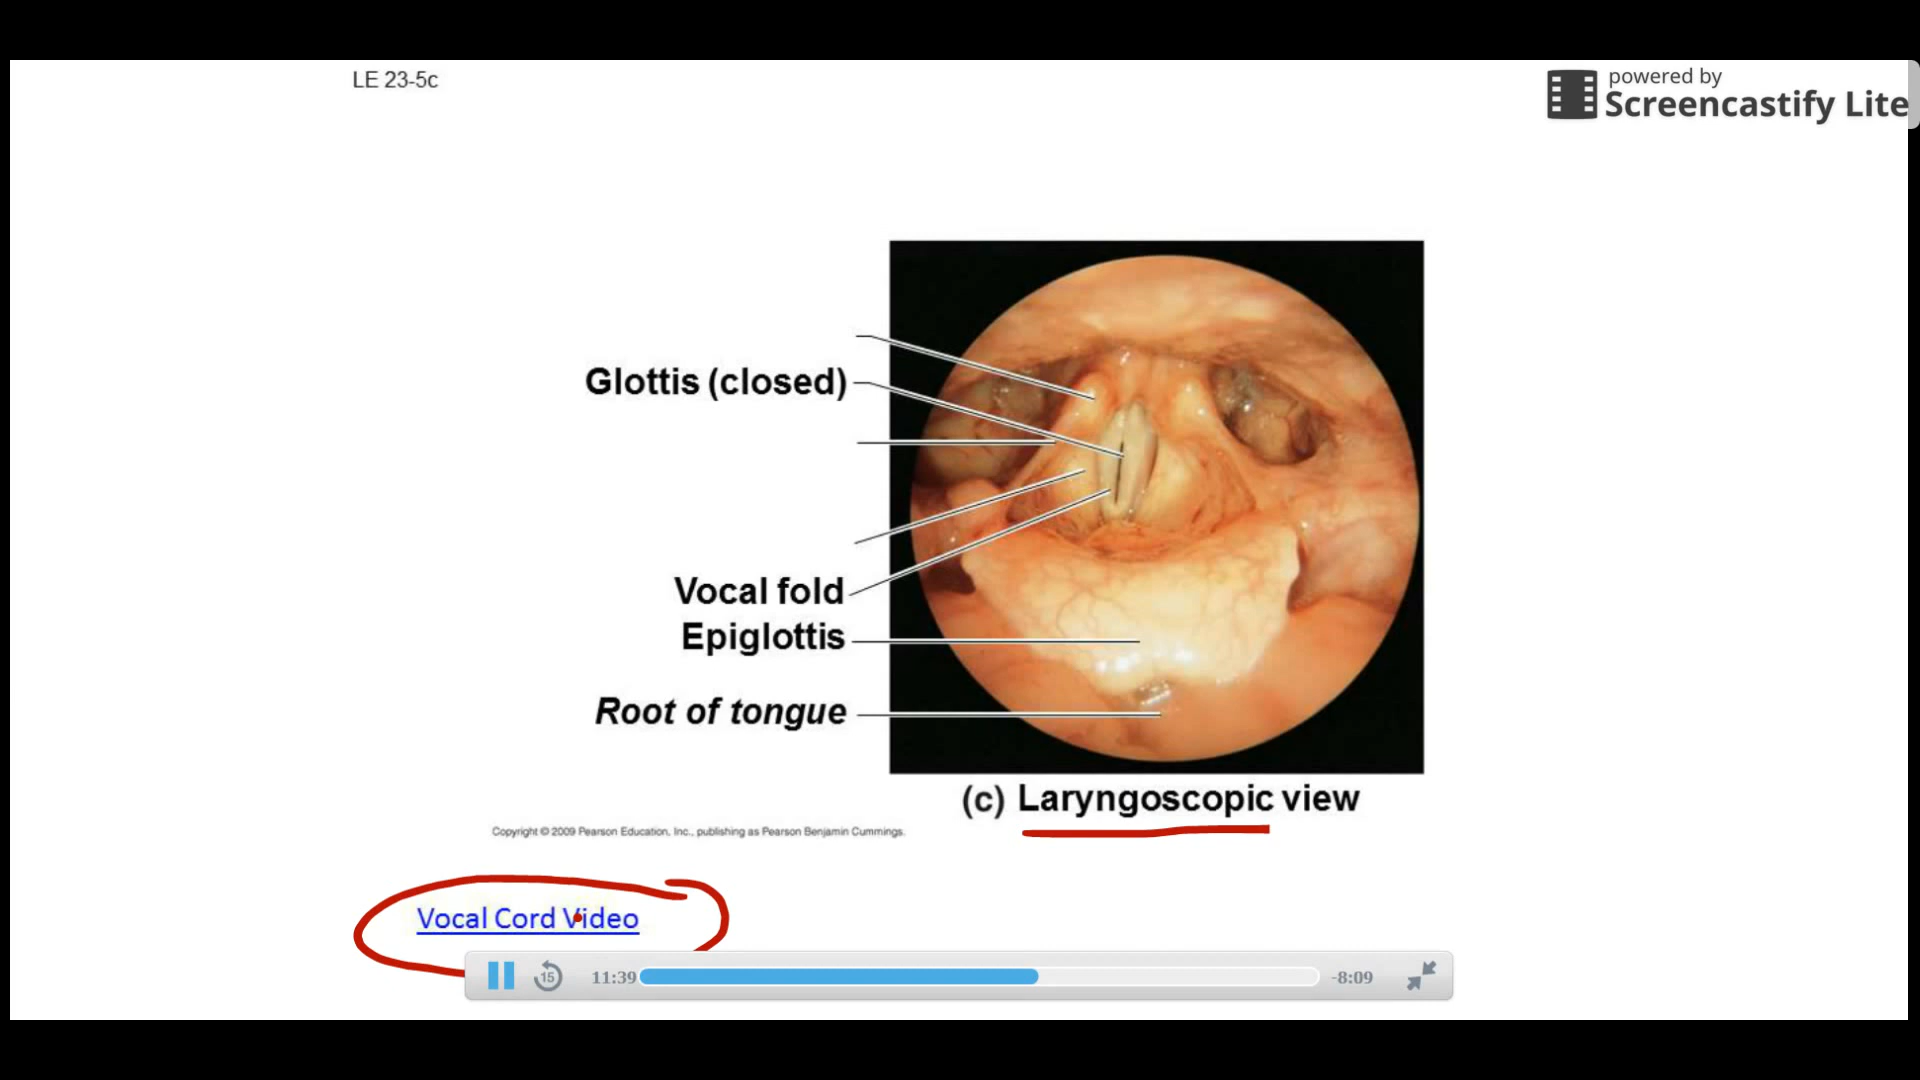 LE 23-5c
powered by
Screencastify Lite
Glottis (closed)
Vocal fold
Epiglottis
Root of tongue
(c) Laryngoscopic view
Copyright © 2009 Pearson Education, Inc., publishing as Pearson Benjamin Cummings.
Vocal Cord Video
15
11:39
-8:09